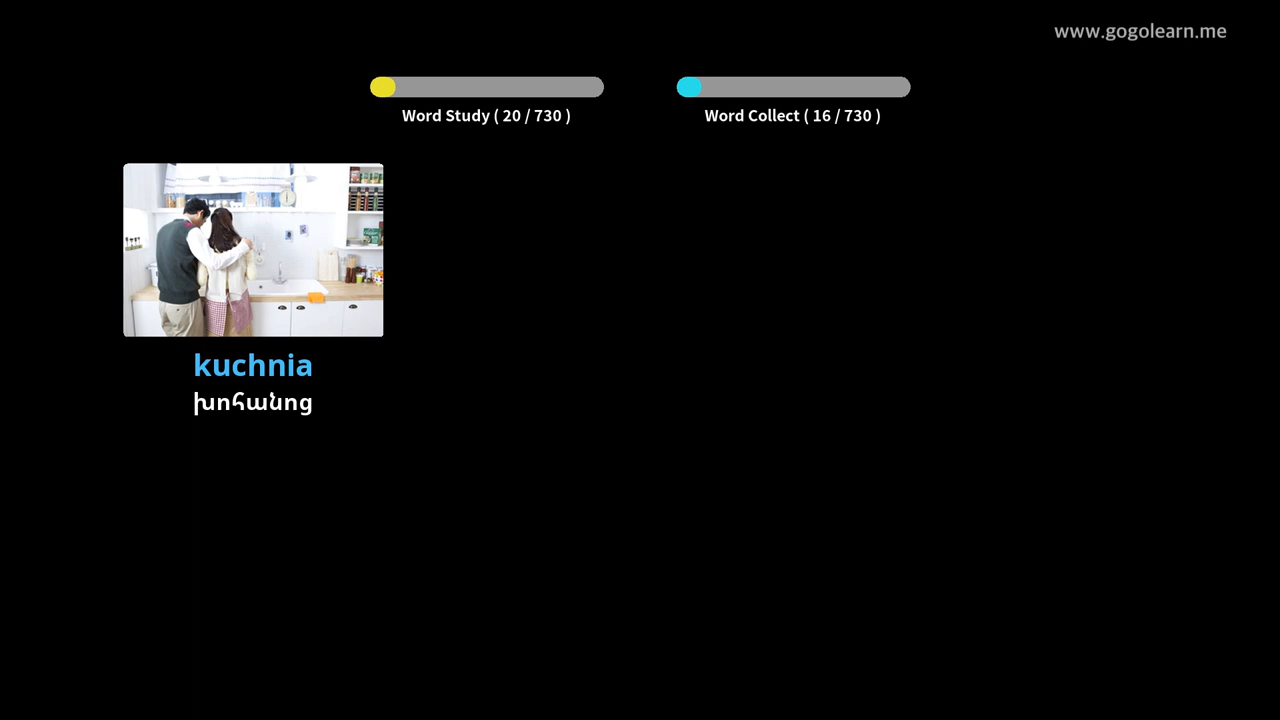 www.gogolearn.me
Word Study ( 20 / 730 )
Word Collect ( 16 / 730 )
kuchnia
խոհանոց